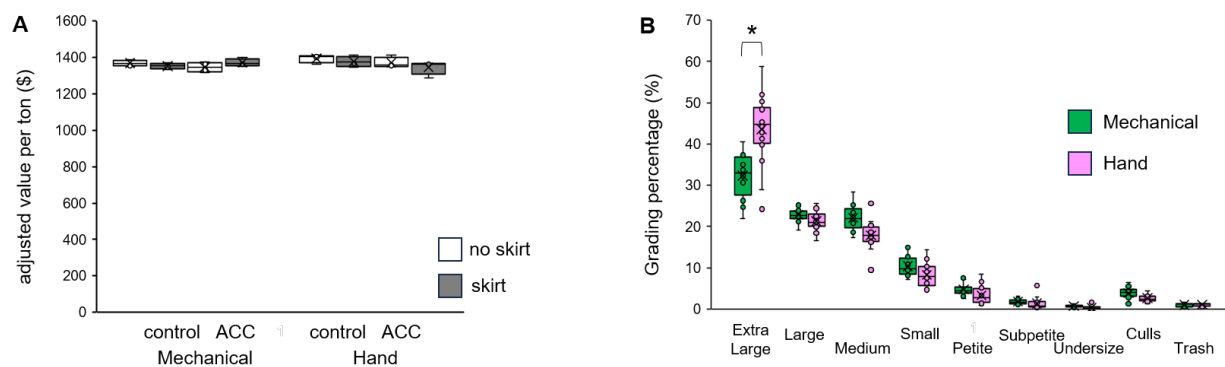 A
adjusted value per ton ($)
1600
1400
1200
1000
800
600
400
200
0
no skirt
skirt
control ACC control ACC
Mechanical Hand
B
Grading percentage (%)
70
60
50
40
30
20
10
0
*
Mechanical
Hand
Extra Large
Large
Medium
Small
Petite
Subpetite
Undersize
Culls
Trash